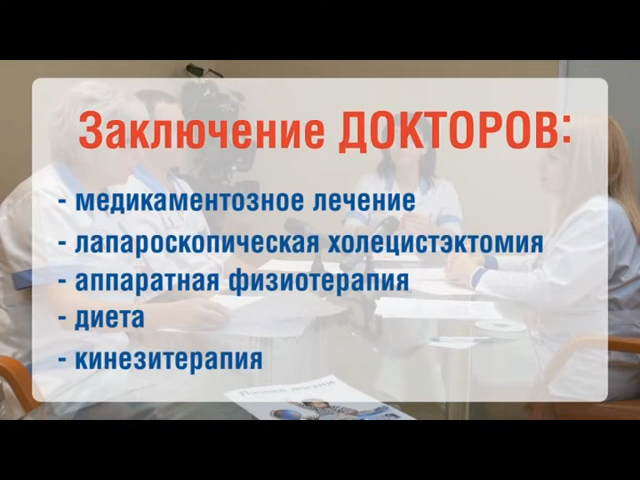 Заключение ДОКТОРОВ:
- медикаментозное лечение
- лапароскопическая холецистэктомия
- аппаратная физиотерапия
- диета
- кинезитерапия